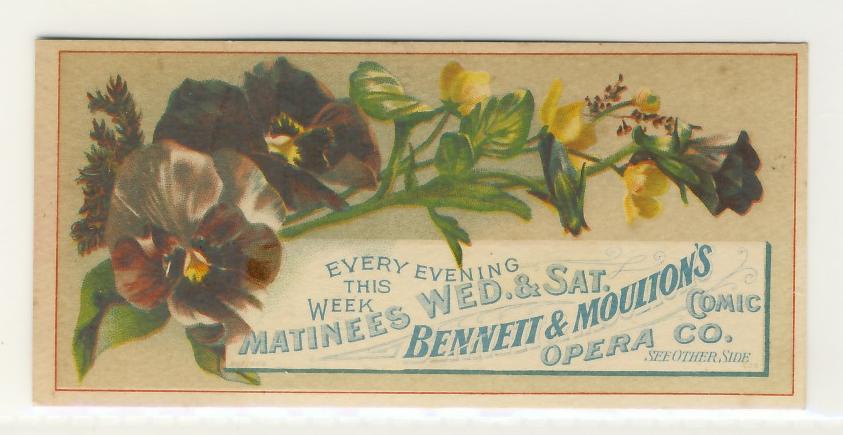 EVERY EVENING
THIS
WEEK
MATINEES WED. & SAT.
BENNETT & MOULTON'S
COMIC
OPERA CO.
SEE OTHER SIDE